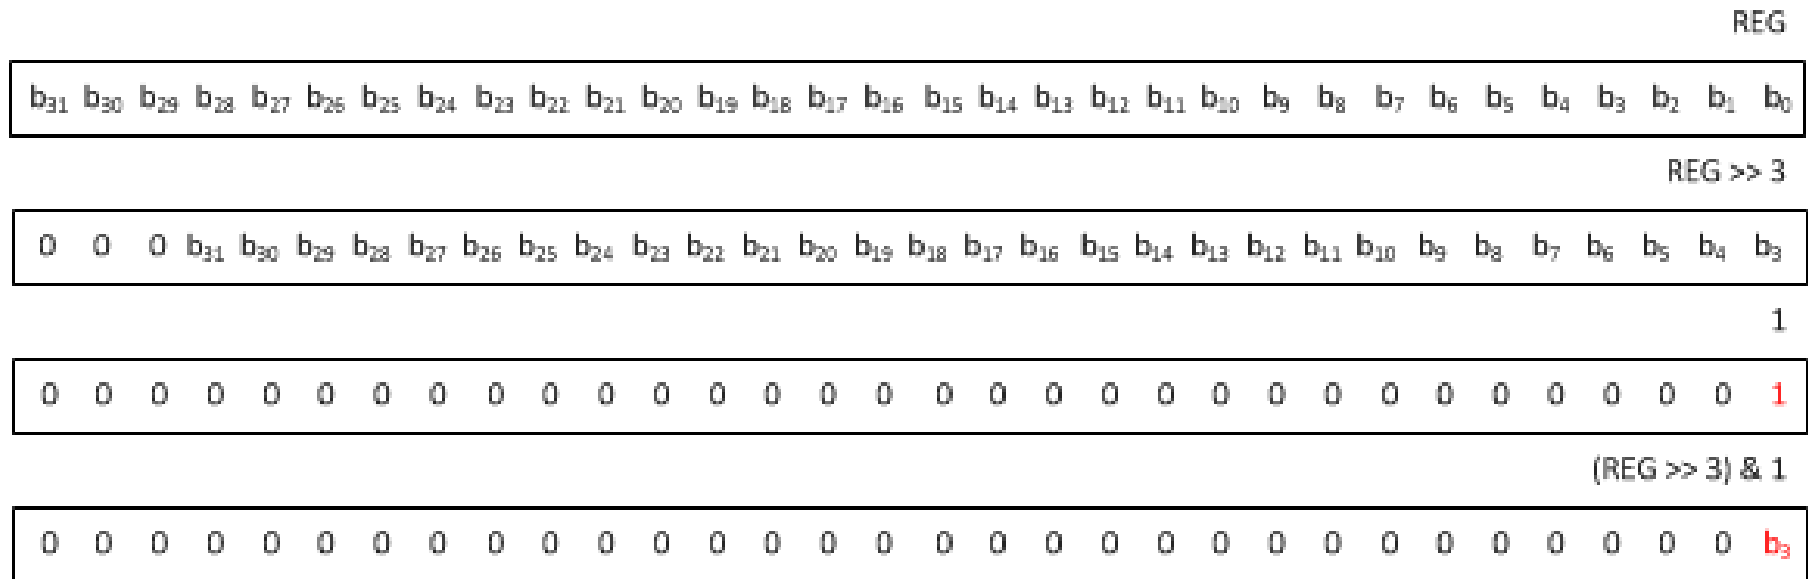 REG
b₃₁ b₃₀ b₂₉ b₂₈ b₂₇ b₂₆ b₂₅ b₂₄ b₂₃ b₂₂ b₂₁ b₂₀ b₁₉ b₁₈ b₁₇ b₁₆ b₁₅ b₁₄ b₁₃ b₁₂ b₁₁ b₁₀ b₉ b₈ b₇ b₆ b₅ b₄ b₃ b₂ b₁ b₀
REG >> 3
0 0 0 b₃₁ b₃₀ b₂₉ b₂₈ b₂₇ b₂₆ b₂₅ b₂₄ b₂₃ b₂₂ b₂₁ b₂₀ b₁₉ b₁₈ b₁₇ b₁₆ b₁₅ b₁₄ b₁₃ b₁₂ b₁₁ b₁₀ b₉ b₈ b₇ b₆ b₅ b₄ b₃
1
0 0 0 0 0 0 0 0 0 0 0 0 0 0 0 0 0 0 0 0 0 0 0 0 0 0 0 0 0 0 0 1
(REG >> 3) & 1
0 0 0 0 0 0 0 0 0 0 0 0 0 0 0 0 0 0 0 0 0 0 0 0 0 0 0 0 0 0 0 b₃